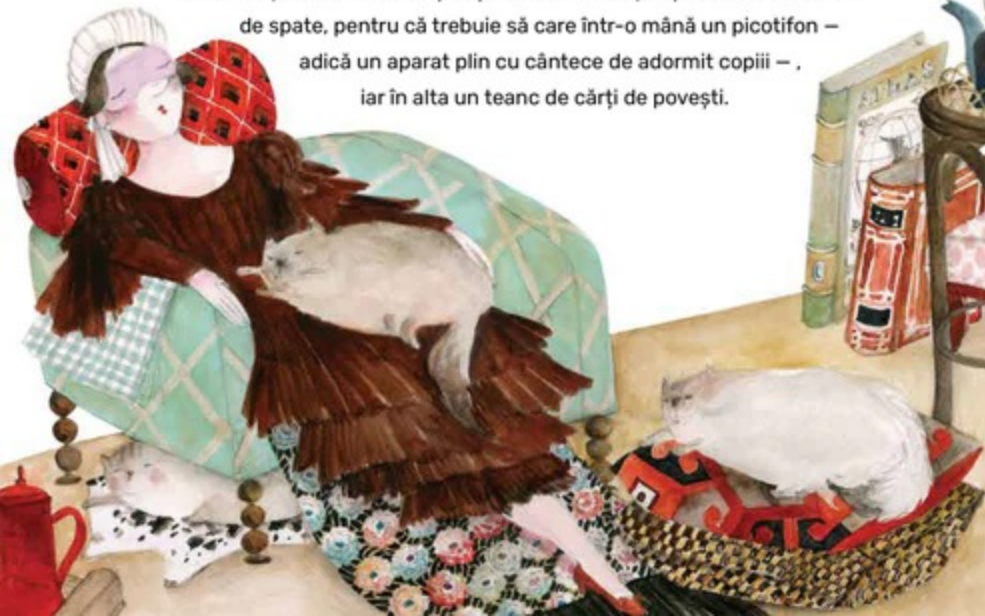 de spate, pentru că trebuie să care într-o mână un picotifon —
adică un aparat plin cu cântece de adormit copiii — ,
iar în alta un teanc de cărți de povești.
ATLAS